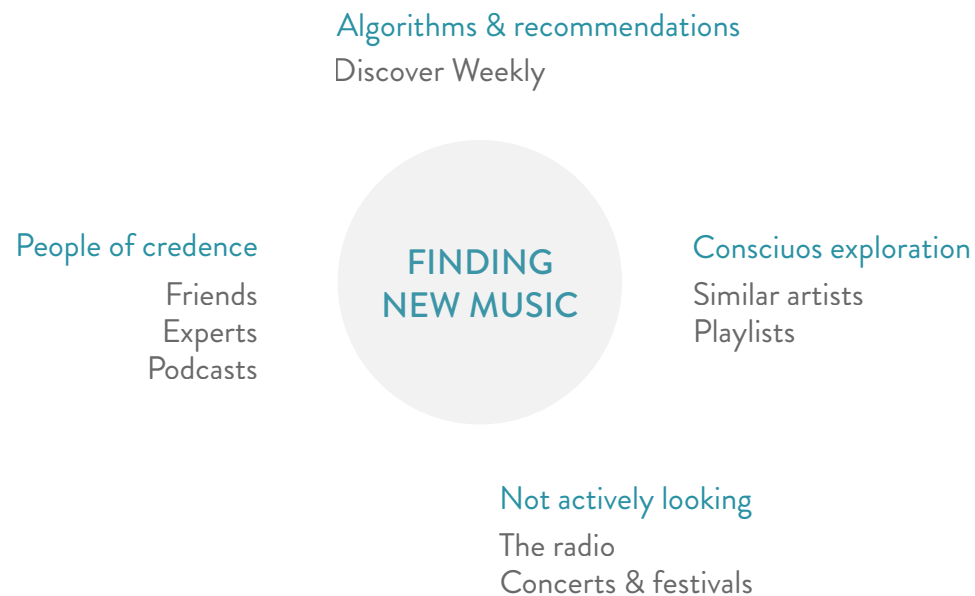 Algorithms & recommendations
Discover Weekly
People of credence
Friends
Experts
Podcasts
FINDING
NEW MUSIC
Consciuos exploration
Similar artists
Playlists
Not actively looking
The radio
Concerts & festivals